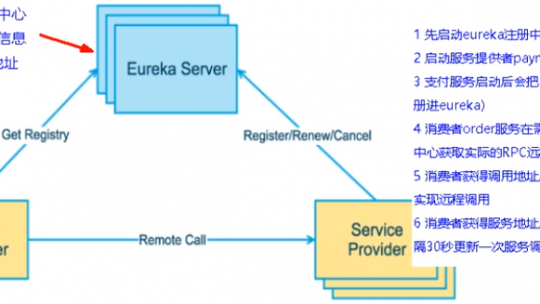 中心
信息
地址
Eureka Server
Get Registry
Register/Renew/Cancel
er
Remote Call
Service
Provider
1 先启动eureka注册中
2 启动服务提供者paym
3 支付服务启动后会把
册进eureka)
4 消费者order服务在需
中心获取实际的RPC远
5 消费者获得调用地址
实现远程调用
6 消费者获得服务地址
隔30秒更新一次服务调